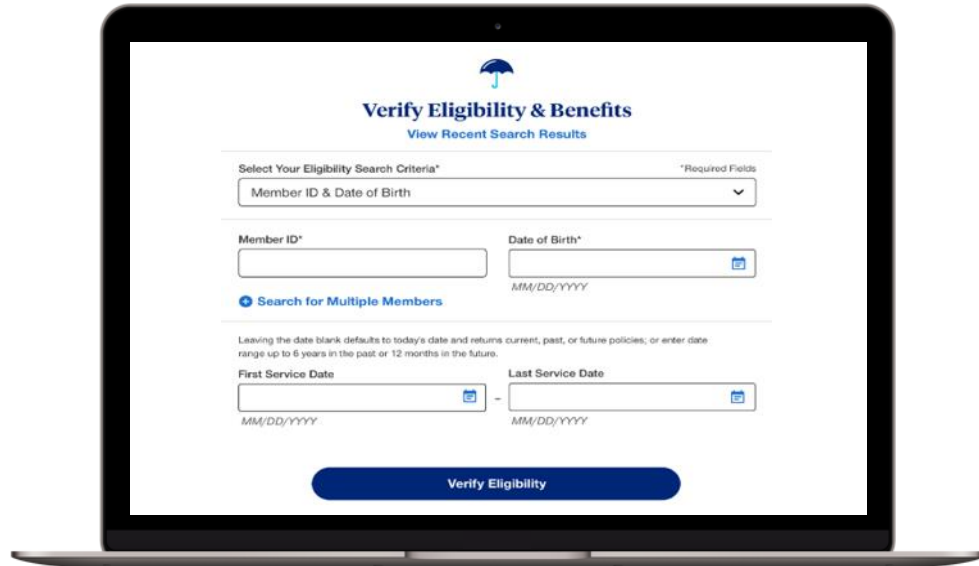 Verify Eligibility & Benefits
View Recent Search Results
Select Your Eligibility Search Criteria*
*Required Fields
Member ID & Date of Birth
Member ID*
Date of Birth*
MM/DD/YYYY
Search for Multiple Members
Leaving the date blank defaults to today's date and returns current, past, or future policies; or enter date
range up to 6 years in the past or 12 months in the future.
First Service Date
Last Service Date
–
MM/DD/YYYY
MM/DD/YYYY
Verify Eligibility